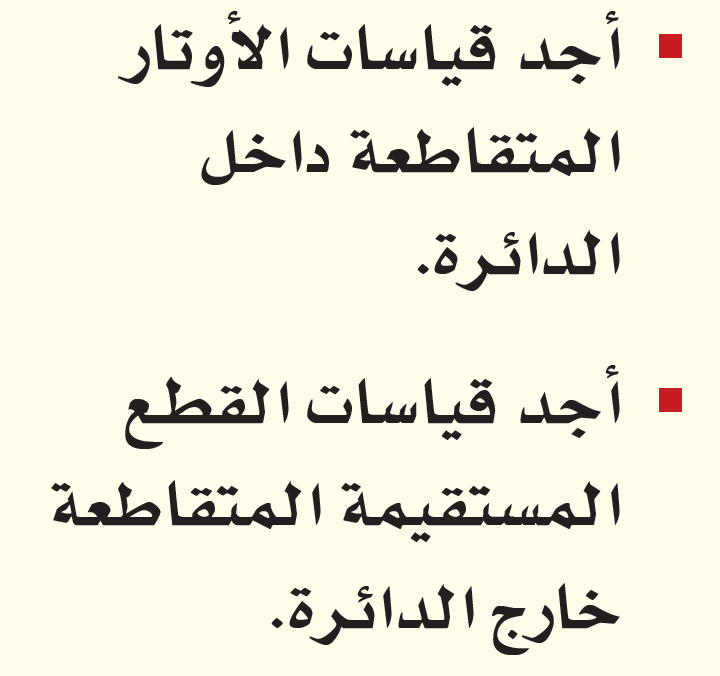 أجد قياسات الأوتار
المتقاطعة داخل
الدائرة.
أجد قياسات القطع
المستقيمة المتقاطعة
خارج الدائرة.